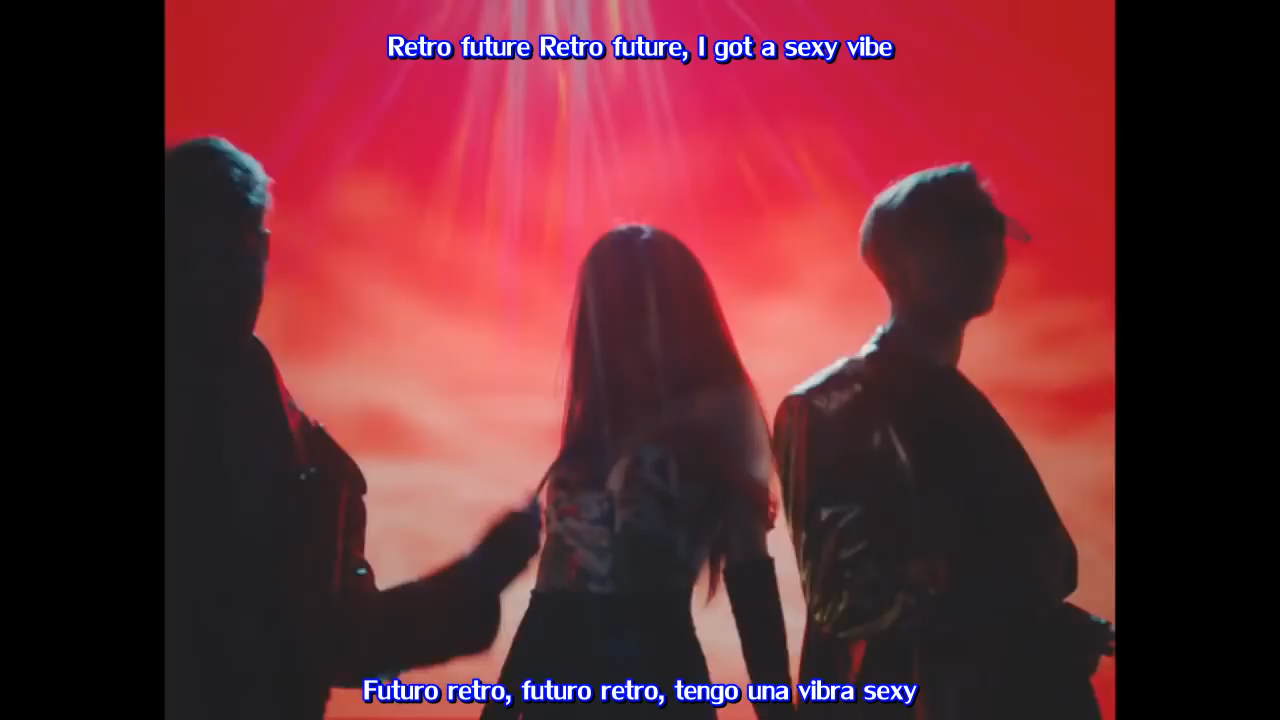 Retro future Retro future, I got a sexy vibe
Futuro retro, futuro retro, tengo una vibra sexy